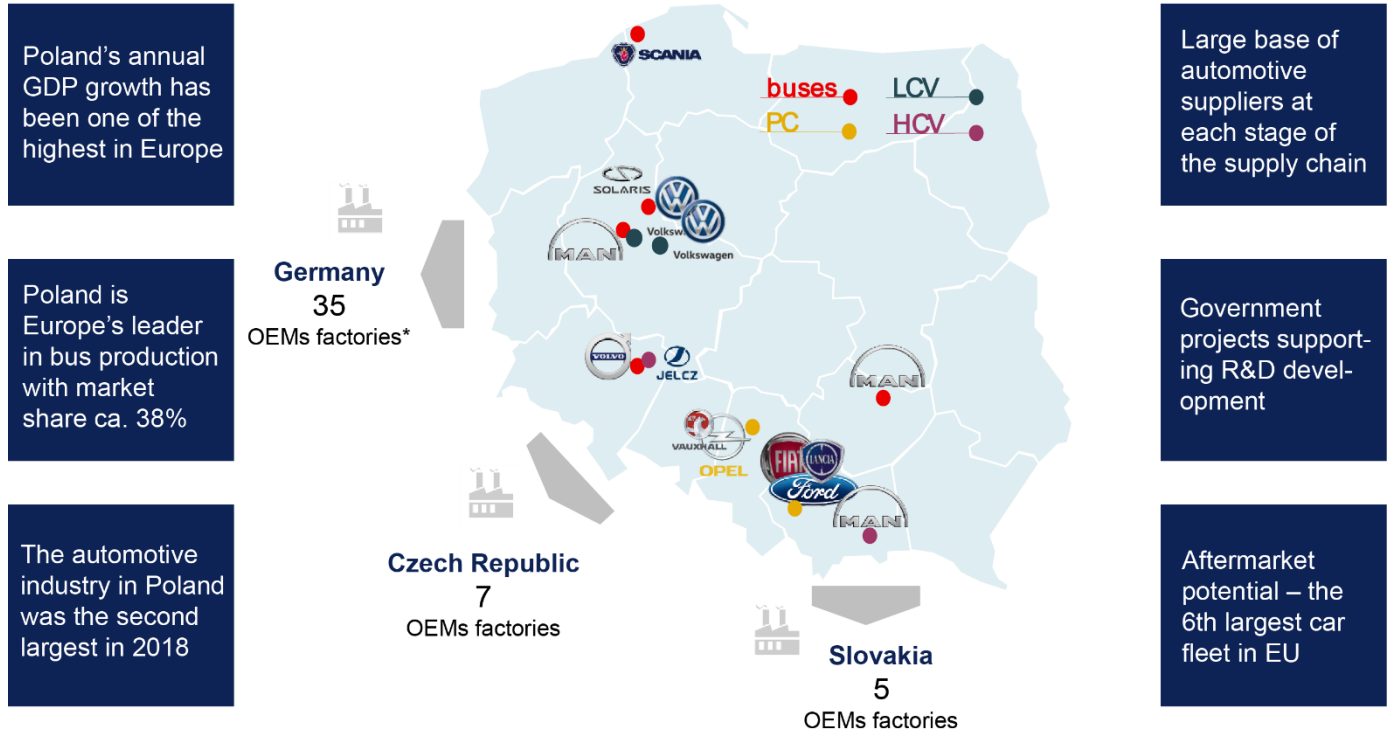 Poland's annual
GDP growth has
been one of the
highest in Europe
Poland is
Europe's leader
in bus production
with market
share ca. 38%
The automotive
industry in Poland
was the second
largest in 2018
SCANIA
buses
LCV
PC
HCV
SOLARIS
Volksw
Volkswagen
MAN
Germany
35
OEMs factories*
VOLVO
JELCZ
MAN
VAUXHALL
OPEL
FIAT
LANCIA
Ford
MAN
Czech Republic
7
OEMs factories
Slovakia
5
OEMs factories
Large base of
automotive
suppliers at
each stage of
the supply chain
Government
projects support-
ing R&D devel-
opment
Aftermarket
potential – the
6th largest car
fleet in EU